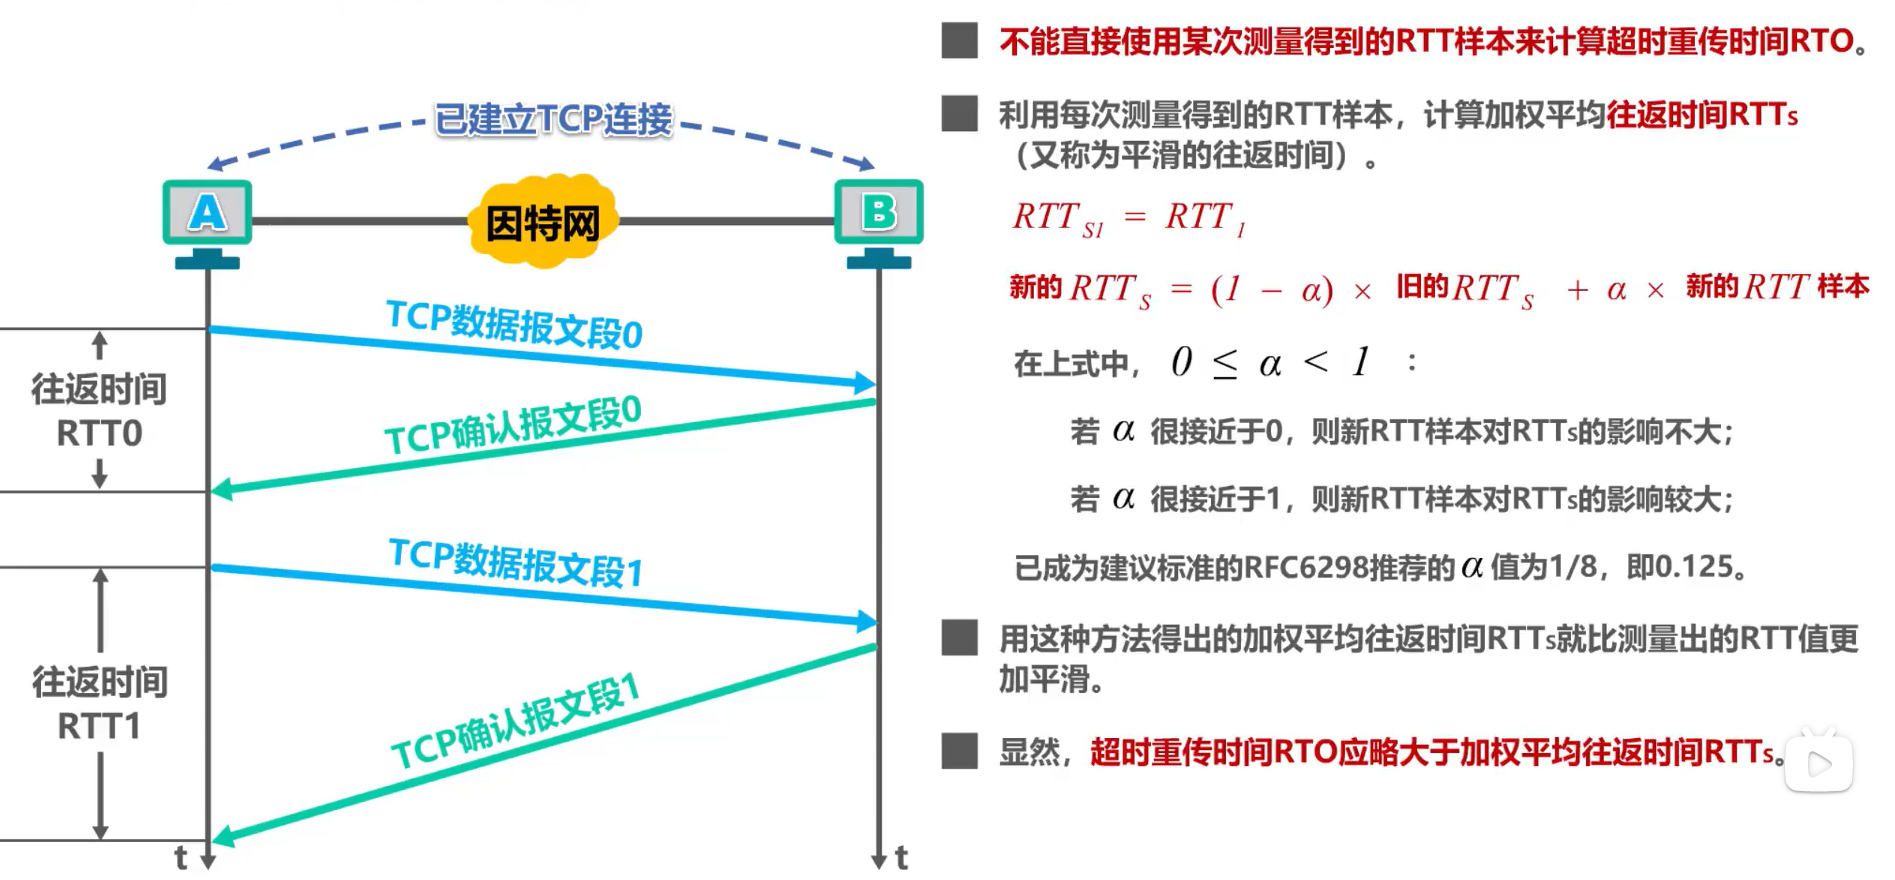 已建立TCP连接
A
因特网
B
TCP数据报文段0
往返时间
RTT0
TCP确认报文段0
TCP数据报文段1
往返时间
RTT1
TCP确认报文段1
t
t
不能直接使用某次测量得到的RTT样本来计算超时重传时间RTO。
利用每次测量得到的RTT样本，计算加权平均往返时间RTTs
（又称为平滑的往返时间）。
RTT S1 = RTT 1
新的 RTT S = (1 − α) × 旧的 RTT S + α × 新的 RTT 样本
在上式中， 0 ≤ α < 1 ：
若 α 很接近于0，则新RTT样本对RTTs的影响不大；
若 α 很接近于1，则新RTT样本对RTTs的影响较大；
已成为建议标准的RFC6298推荐的 α 值为1/8，即0.125。
用这种方法得出的加权平均往返时间RTTs就比测量出的RTT值更
加平滑。
显然，超时重传时间RTO应略大于加权平均往返时间RTTs。